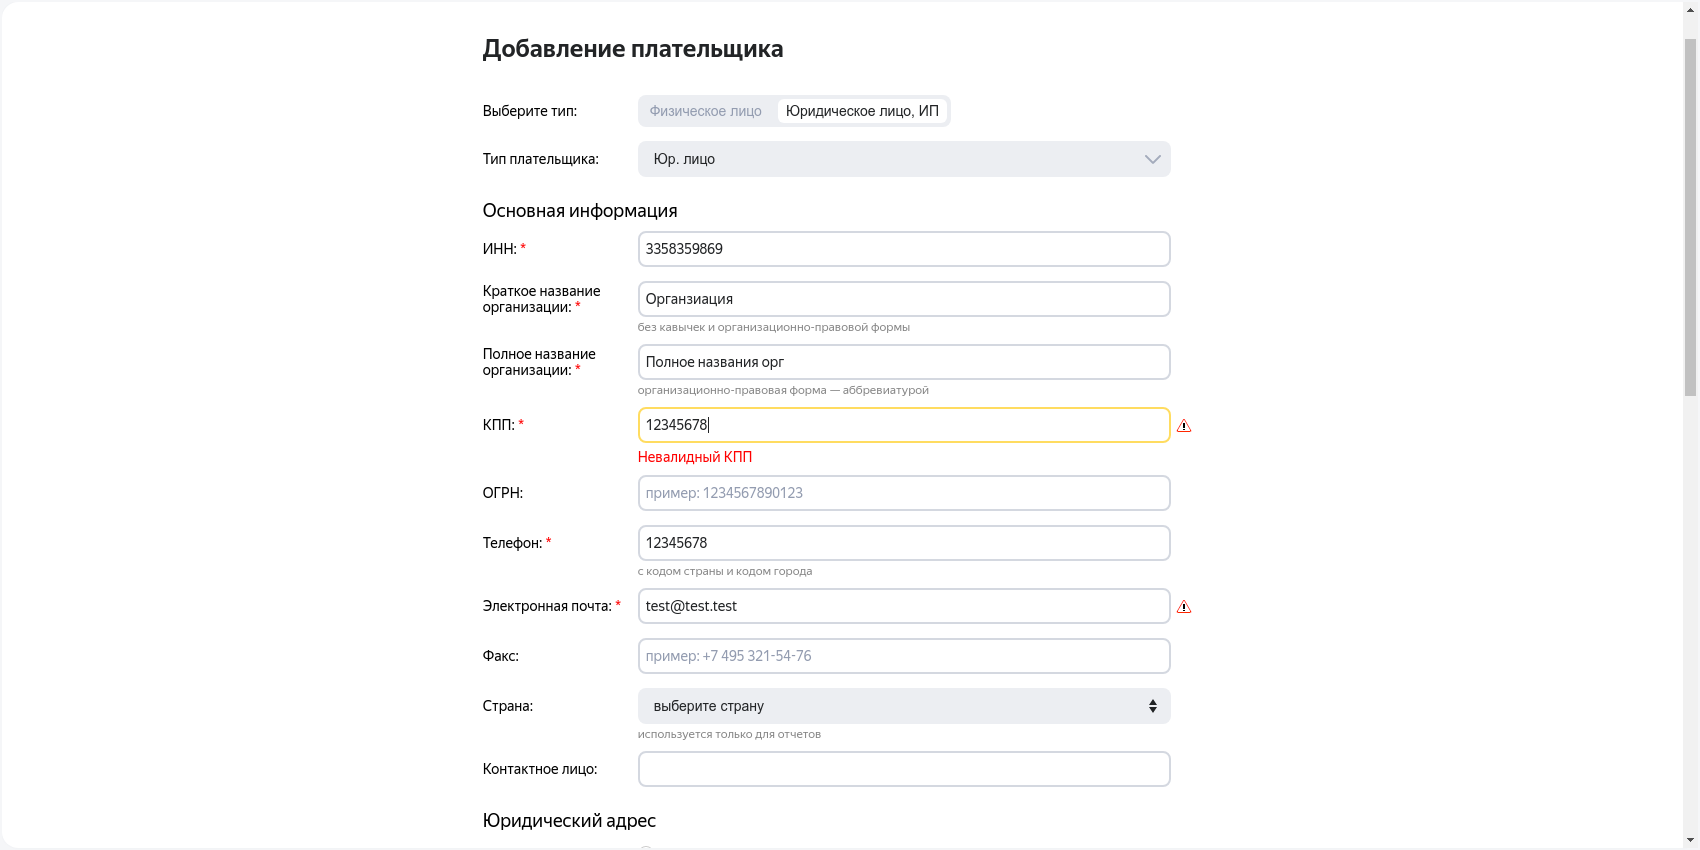 Добавление плательщика
Выберите тип:
Физическое лицо
Юридическое лицо, ИП
Тип плательщика:
Юр. лицо
Основная информация
ИНН: *
3358359869
Краткое название
организации: *
Органзиация
без кавычек и организационно-правовой формы
Полное название
организации: *
Полное названия орг
организационно-правовая форма — аббревиатурой
КПП: *
12345678
Невалидный КПП
ОГРН:
пример: 1234567890123
Телефон: *
12345678
с кодом страны и кодом города
Электронная почта: *
test@test.test
Факс:
пример: +7 495 321-54-76
Страна:
выберите страну
используется только для отчетов
Контактное лицо:
Юридический адрес